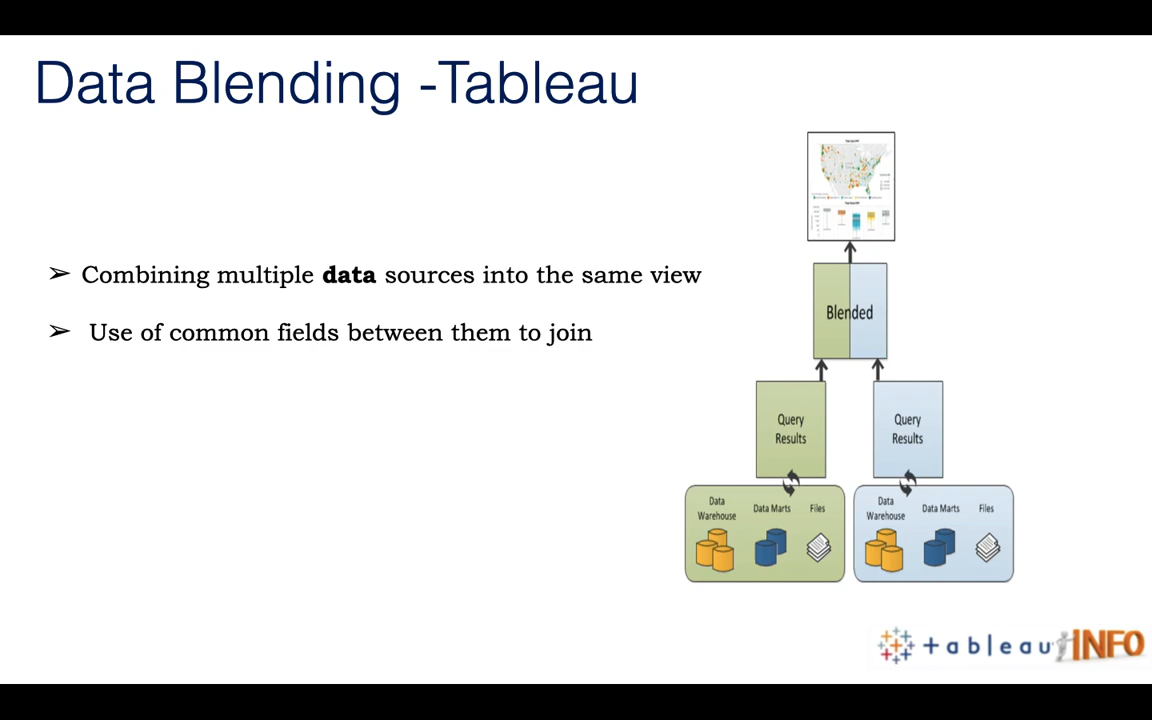 Data Blending -Tableau
➢ Combining multiple data sources into the same view
➢ Use of common fields between them to join
Blended
Query
Results
Query
Results
Data
Warehouse
Data Marts
Files
Data
Warehouse
Data Marts
Files
+ableau INFO